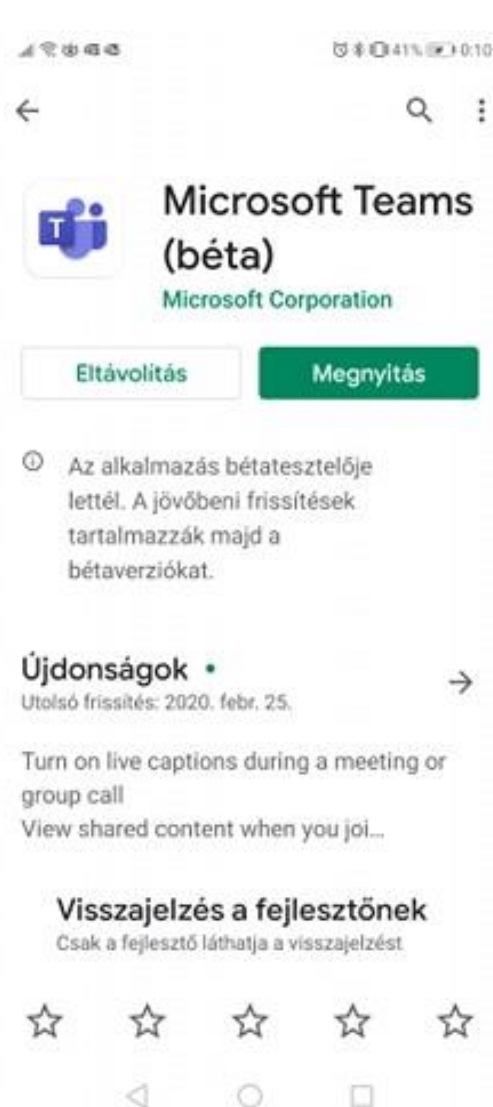 41% 0:10
Microsoft Teams
(béta)
Microsoft Corporation
Eltávolítás
Megnyitás
Az alkalmazás bétatesztelője
lettél. A jövőbeni frissítések
tartalmazzák majd a
bétaverziókat.
Újdonságok •
Utolsó frissítés: 2020. febr. 25.
Turn on live captions during a meeting or
group call
View shared content when you joi...
Visszajelzés a fejlesztőnek
Csak a fejlesztő láthatja a visszajelzést